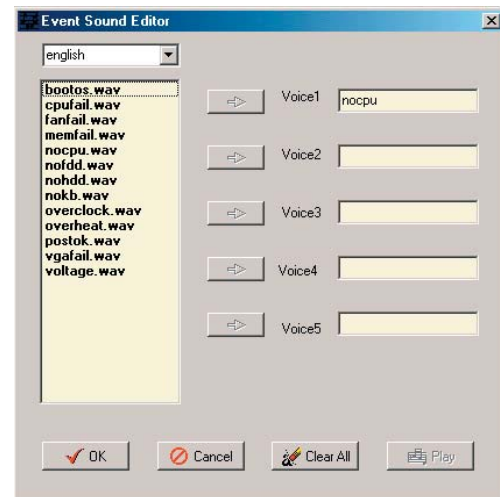 Event Sound Editor
english
bootos.wav
cpufail.wav
fanfail.wav
memfail.wav
nocpu.wav
nofdd.wav
nohdd.wav
nokb.wav
overclock.wav
overheat.wav
postok.wav
vgafail.wav
voltage.wav
Voice1 nocpu
Voice2
Voice3
Voice4
Voice5
OK Cancel Clear All Play